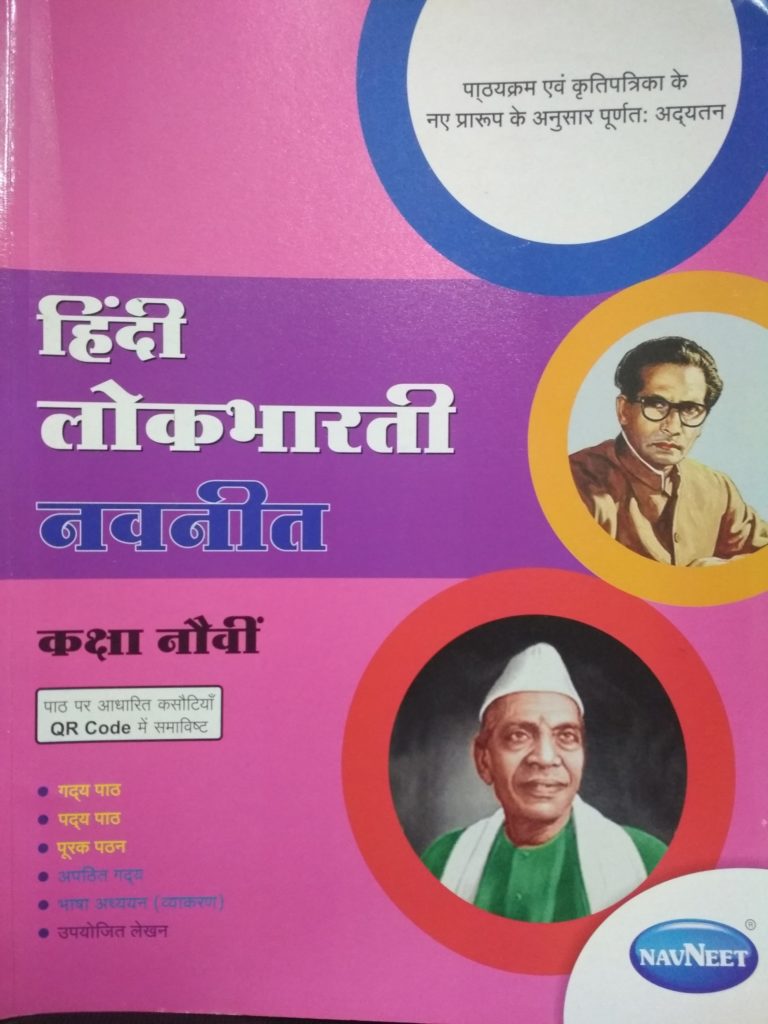 पा्ठयक्रम एवं कृतिपत्रिका के
नए प्रारूप के अनुसार पूर्णतः अद्‌यतन
हिंदी
लोकभारती
नवनीत
कक्षा नौवीं
पाठ पर आधारित कसौटियाँ
QR Code में समाविष्ट
• गद्‌य पाठ
• पद्‌य पाठ
• पूरक पठन
• अपठित गद्‌य
• भाषा अध्ययन (व्याकरण)
• उपयोजित लेखन
NAVNEET ®